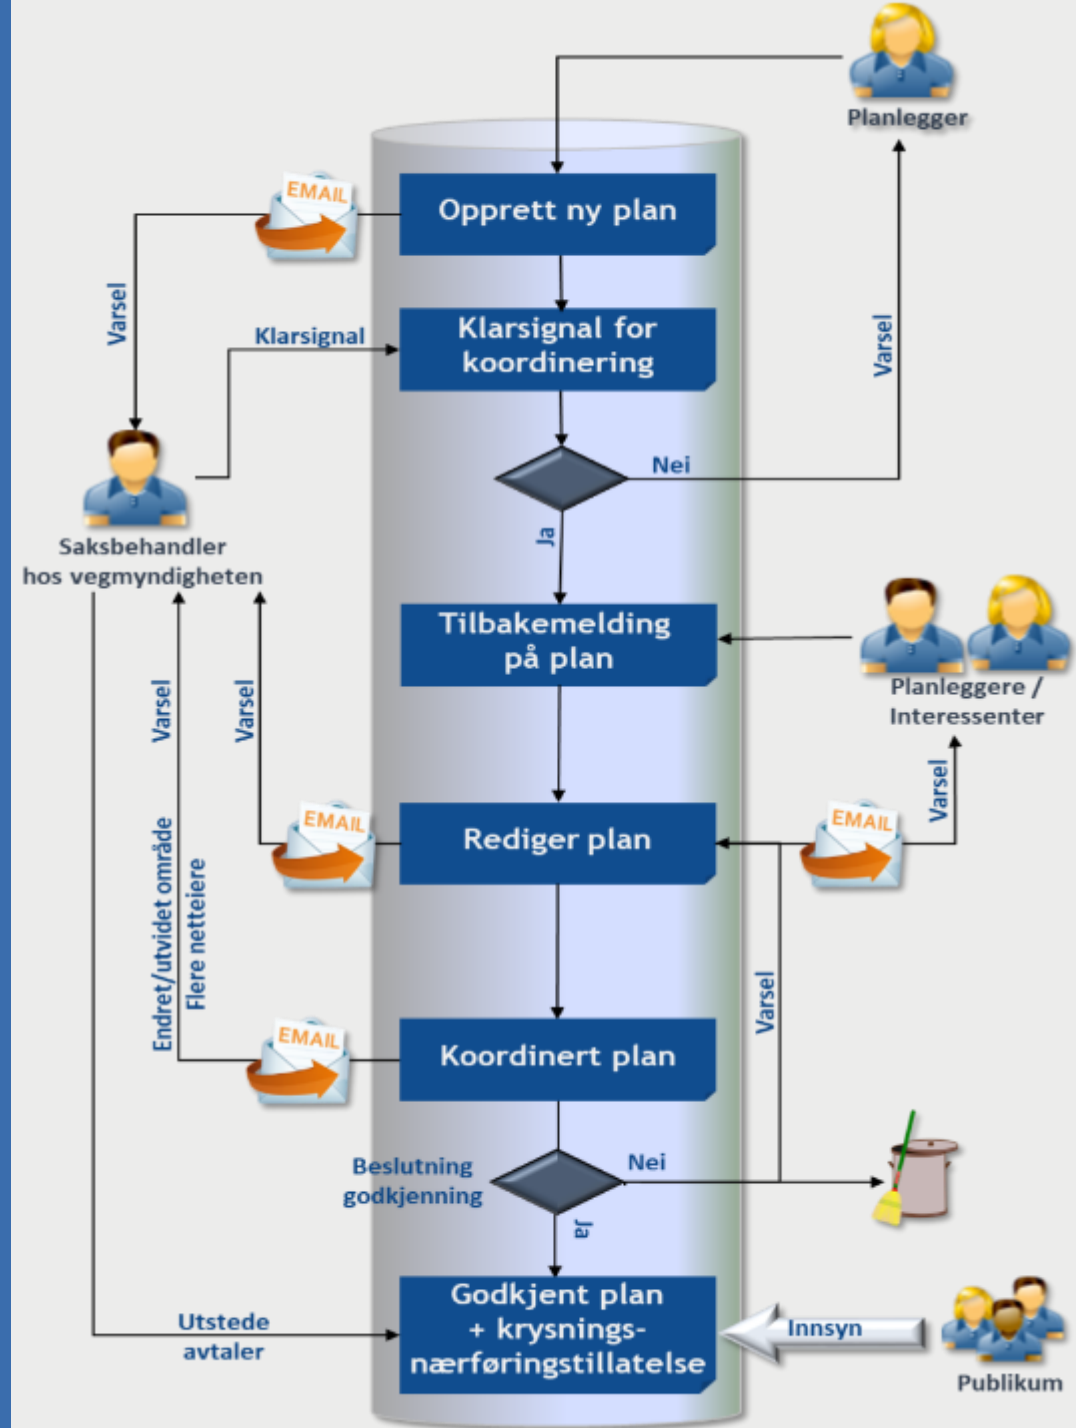 Planlegger
EMAIL
Opprett ny plan
Varsel
Klarsignal
Klarsignal for
koordinering
Varsel
Nei
Ja
Saksbehandler
hos vegmyndigheten
Tilbakemelding
på plan
Planleggere /
Interessenter
Varsel
Varsel
Varsel
EMAIL
Rediger plan
EMAIL
Endret/utvidet område
Flere netteiere
Varsel
EMAIL
Koordinert plan
Beslutning
godkjenning
Nei
Ja
Utstede
avtaler
Godkjent plan
+ krysnings-
nærføringstillatelse
Innsyn
Publikum